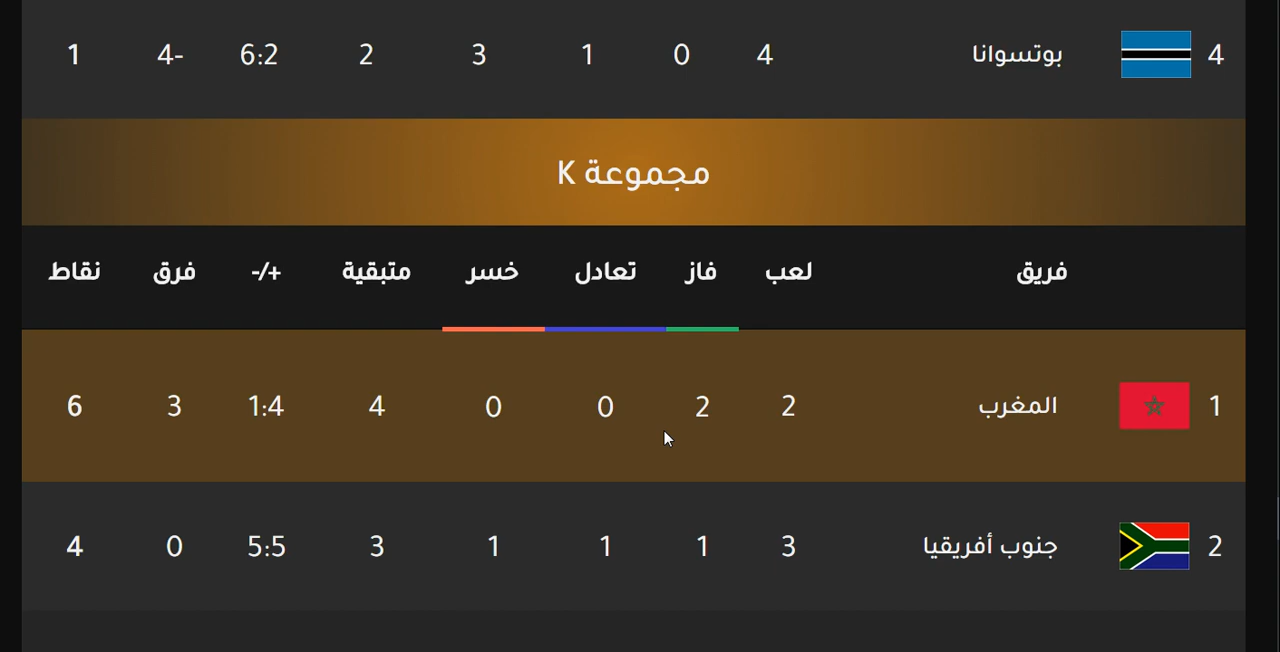 4 بوتسوانا 4 0 1 3 2 6:2 4- 1
مجموعة K
فريق لعب فاز تعادل خسر متبقية +/- فرق نقاط
1 المغرب 2 2 0 0 4 1:4 3 6
2 جنوب أفريقيا 3 1 1 1 3 5:5 0 4